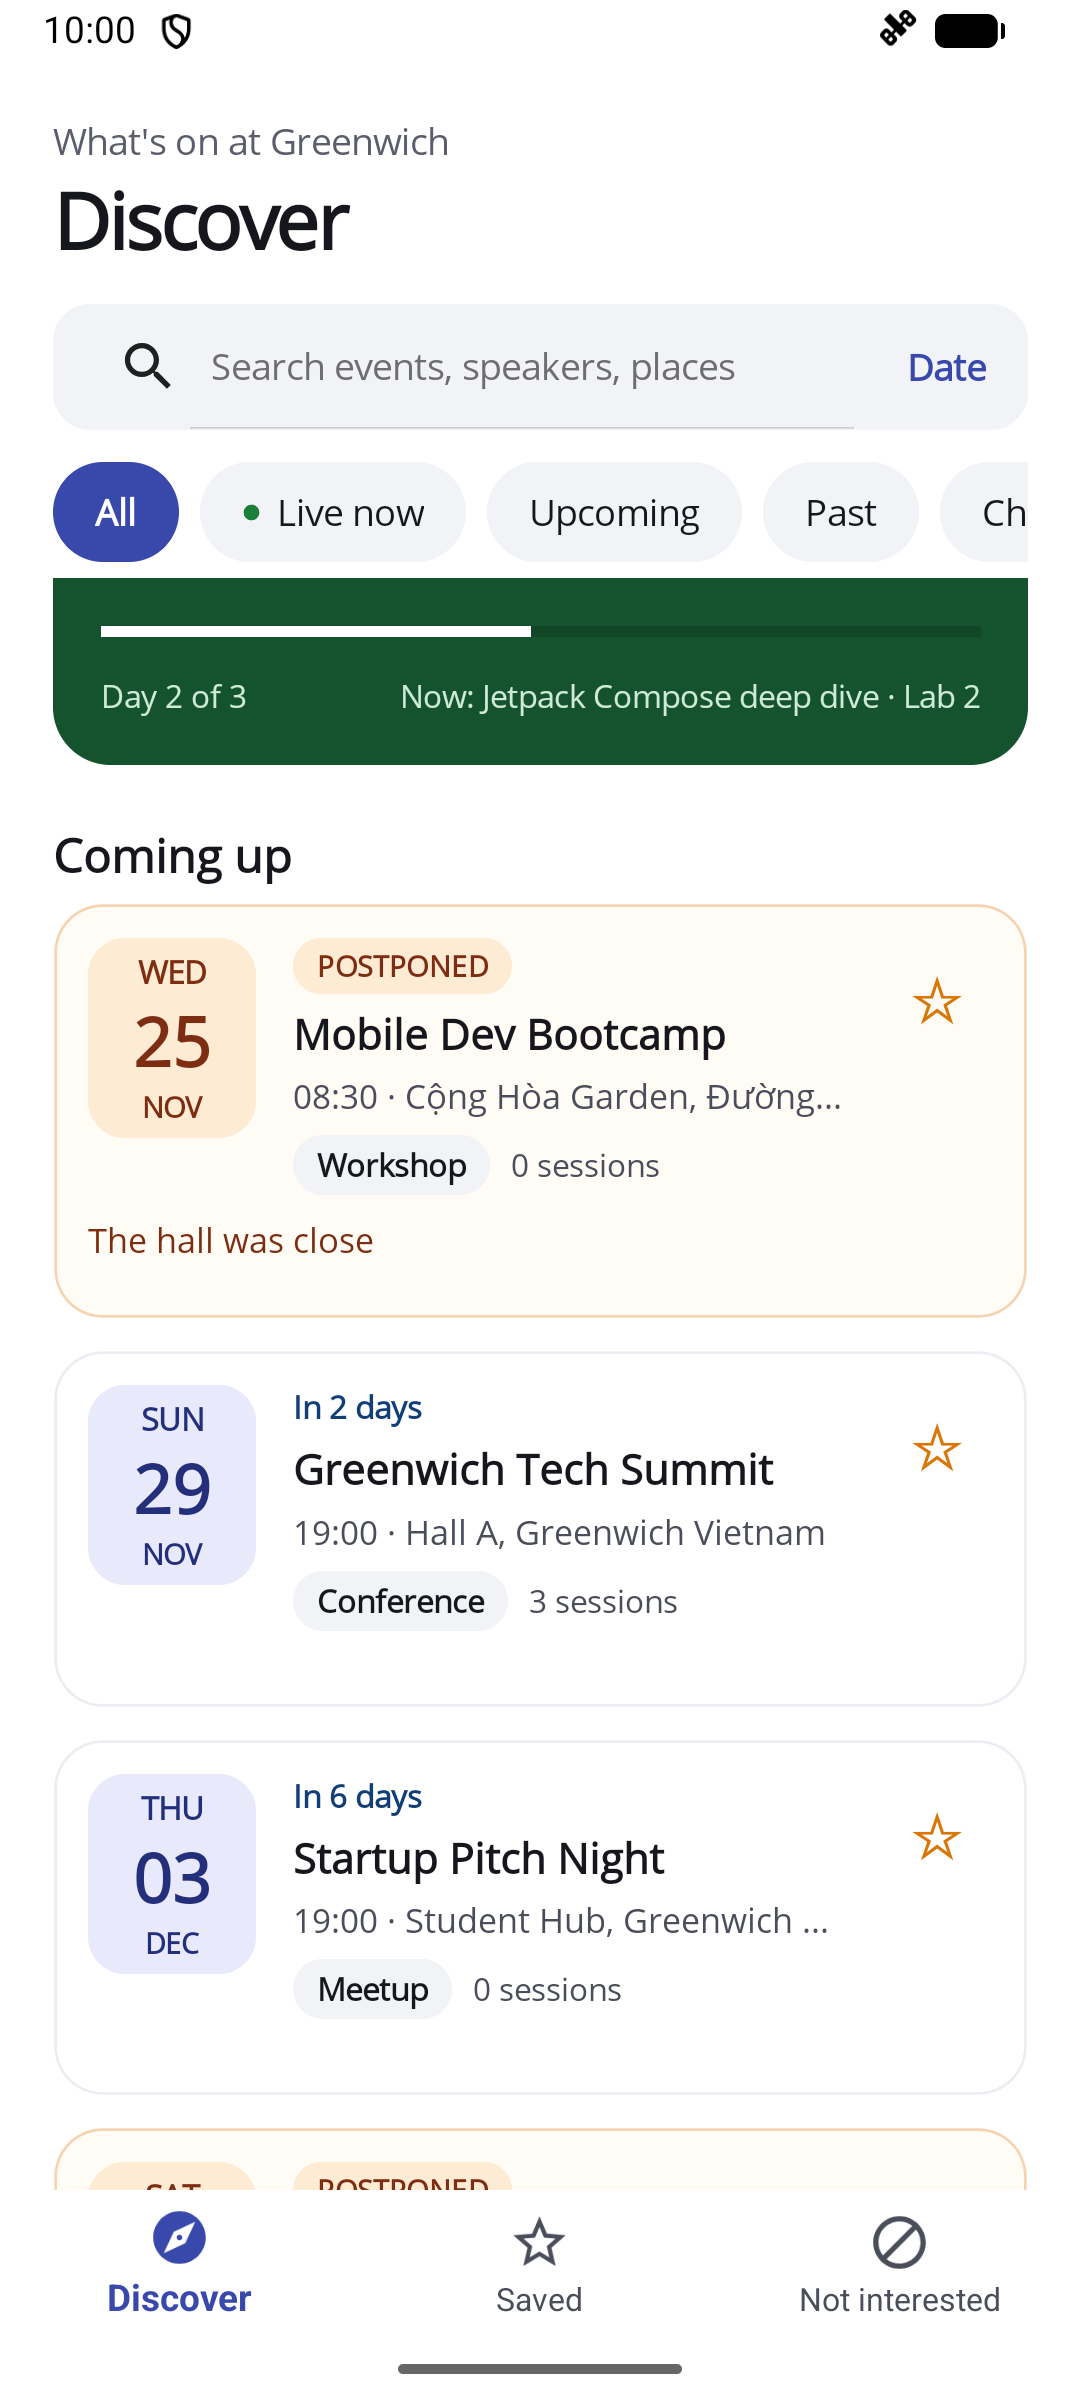 10:00
What's on at Greenwich
Discover
Search events, speakers, places
Date
All
Live now
Upcoming
Past
Ch
Day 2 of 3
Now: Jetpack Compose deep dive · Lab 2
Coming up
WED
25
NOV
POSTPONED
Mobile Dev Bootcamp
08:30 · Cộng Hòa Garden, Đường...
Workshop
0 sessions
The hall was close
SUN
29
NOV
In 2 days
Greenwich Tech Summit
19:00 · Hall A, Greenwich Vietnam
Conference
3 sessions
THU
03
DEC
In 6 days
Startup Pitch Night
19:00 · Student Hub, Greenwich ...
Meetup
0 sessions
SAT
POSTPONED
Discover
Saved
Not interested